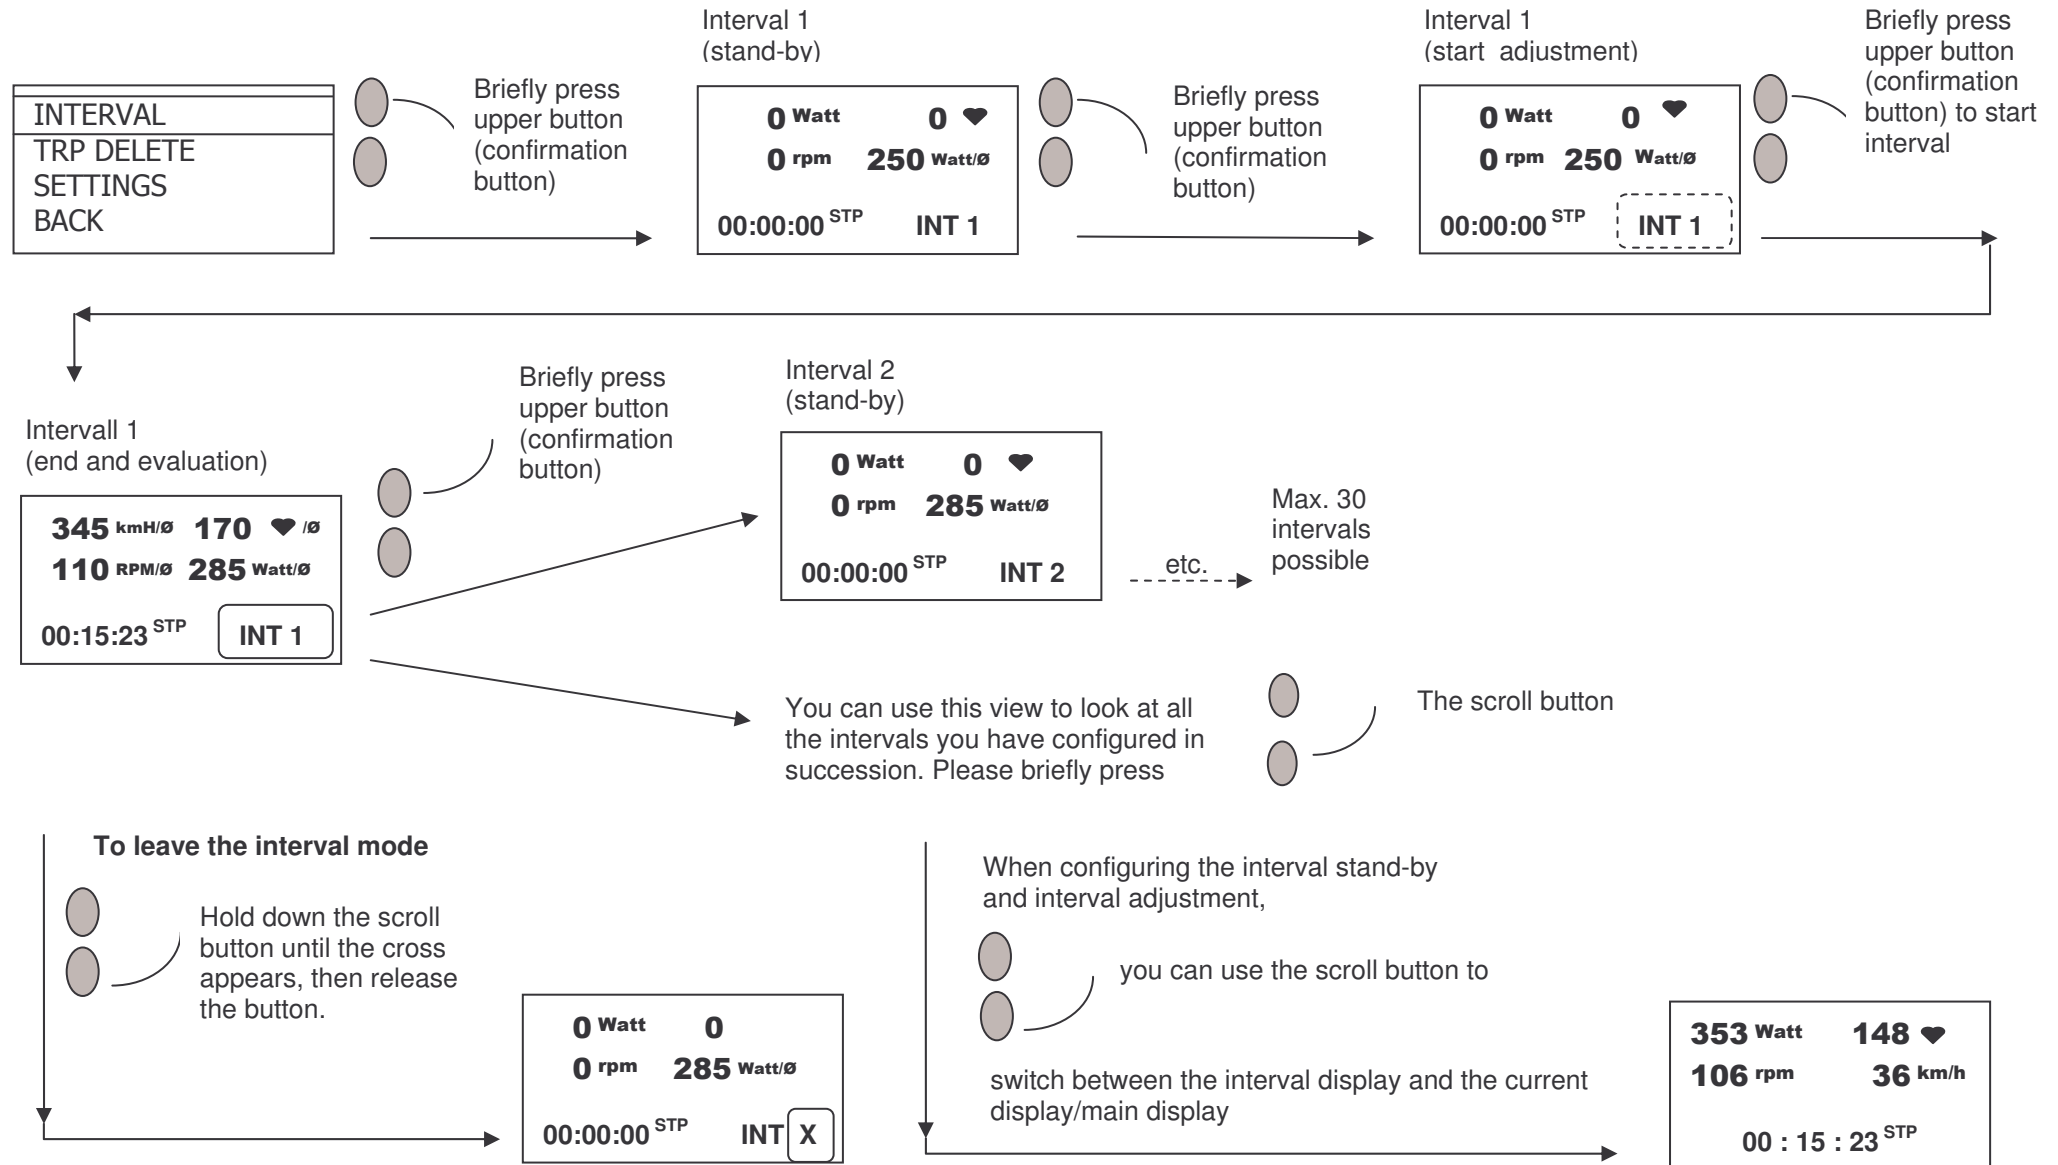 INTERVAL
TRP DELETE
SETTINGS
BACK
Briefly press
upper button
(confirmation
button)
Interval 1
(stand-by)
0 Watt 0 ♥
0 rpm 250 Watt/Ø
00:00:00 STP INT 1
Briefly press
upper button
(confirmation
button)
Interval 1
(start adjustment)
0 Watt 0 ♥
0 rpm 250 Watt/Ø
00:00:00 STP INT 1
Briefly press
upper button
(confirmation
button) to start
interval
Intervall 1
(end and evaluation)
345 kmH/Ø 170 ♥ /Ø
110 RPM/Ø 285 Watt/Ø
00:15:23 STP INT 1
Briefly press
upper button
(confirmation
button)
Interval 2
(stand-by)
0 Watt 0 ♥
0 rpm 285 Watt/Ø
00:00:00 STP INT 2
etc.
Max. 30
intervals
possible
You can use this view to look at all
the intervals you have configured in
succession. Please briefly press
The scroll button
To leave the interval mode
Hold down the scroll
button until the cross
appears, then release
the button.
0 Watt 0
0 rpm 285 Watt/Ø
00:00:00 STP INT X
When configuring the interval stand-by
and interval adjustment,
you can use the scroll button to
switch between the interval display and the current
display/main display
353 Watt 148 ♥
106 rpm 36 km/h
00 : 15 : 23 STP